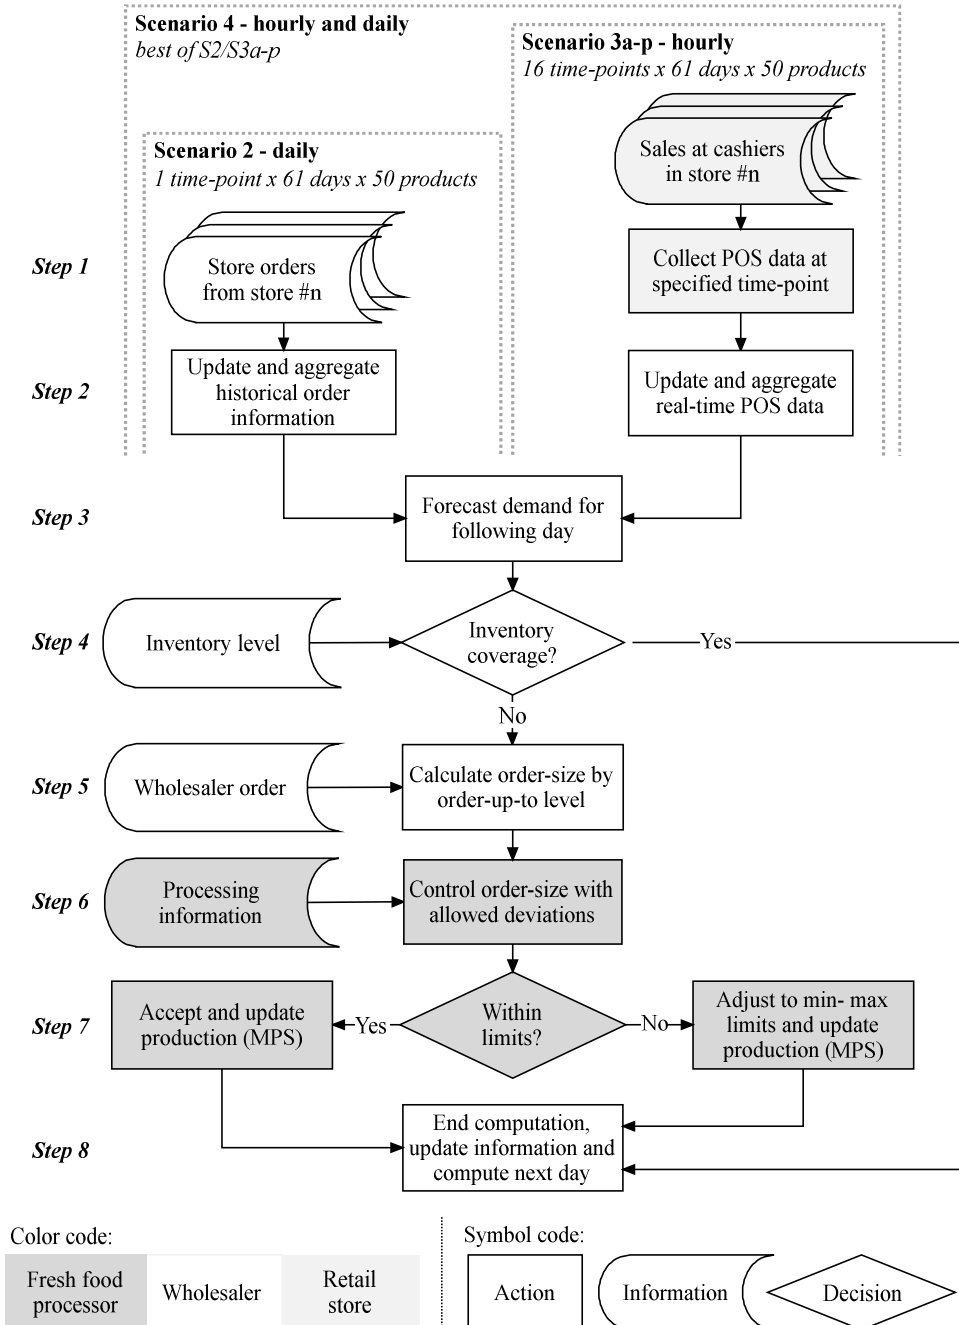 Scenario 4 - hourly and daily
best of S2/S3a-p
Scenario 3a-p - hourly
16 time-points x 61 days x 50 products
Scenario 2 - daily
1 time-point x 61 days x 50 products
Sales at cashiers
in store #n
Step 1
Store orders
from store #n
Collect POS data at
specified time-point
Step 2
Update and aggregate
historical order
information
Update and aggregate
real-time POS data
Step 3
Forecast demand for
following day
Step 4
Inventory level
Inventory
coverage?
Yes
No
Step 5
Wholesaler order
Calculate order-size by
order-up-to level
Step 6
Processing
information
Control order-size with
allowed deviations
Step 7
Accept and update
production (MPS)
Yes
Within
limits?
No
Adjust to min- max
limits and update
production (MPS)
Step 8
End computation,
update information and
compute next day
Color code:
Fresh food
processor
Wholesaler
Retail
store
Symbol code:
Action
Information
Decision